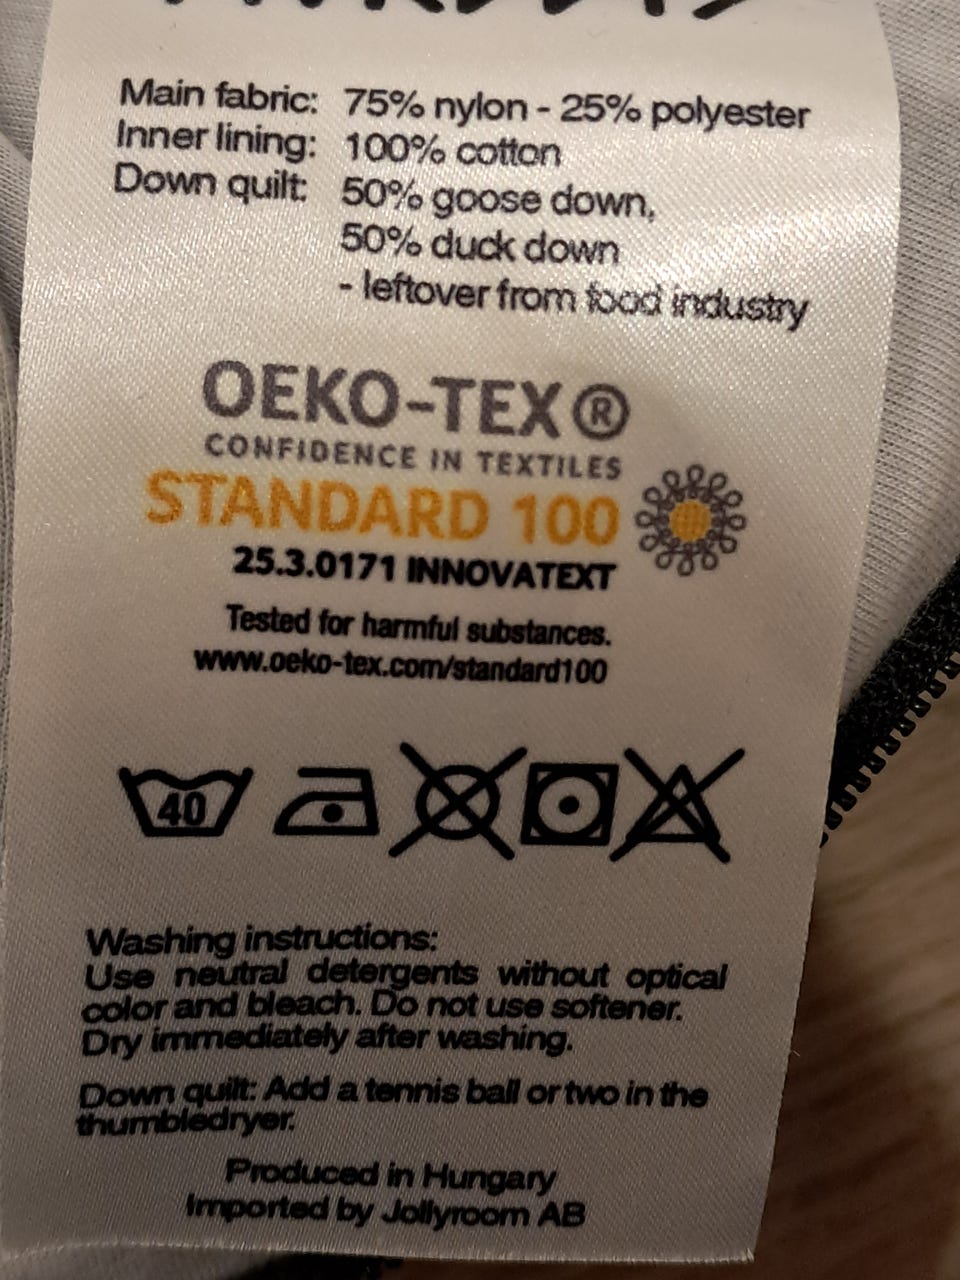 Main fabric: 75% nylon - 25% polyester
Inner lining: 100% cotton
Down quilt: 50% goose down,
50% duck down
- leftover from food industry
OEKO-TEX®
CONFIDENCE IN TEXTILES
STANDARD 100
25.3.0171 INNOVATEXT
Tested for harmful substances.
www.oeko-tex.com/standard100
40
Washing instructions:
Use neutral detergents without optical
color and bleach. Do not use softener.
Dry immediately after washing.
Down quilt: Add a tennis ball or two in the
thumbledryer.
Produced in Hungary
Imported by Jollyroom AB